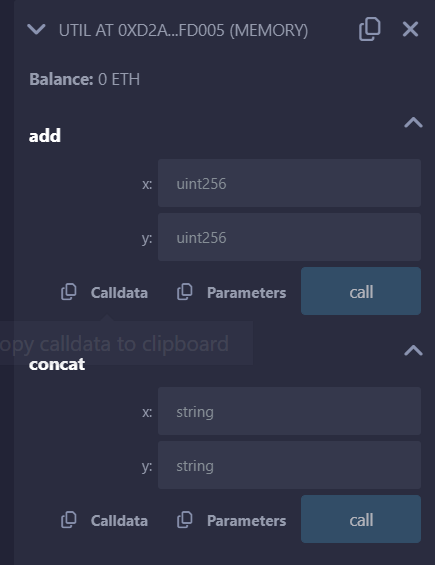 UTIL AT 0XD2A...FD005 (MEMORY)
Balance: 0 ETH
add
x: uint256
y: uint256
Calldata Parameters call
opy calldata to clipboard
concat
x: string
y: string
Calldata Parameters call